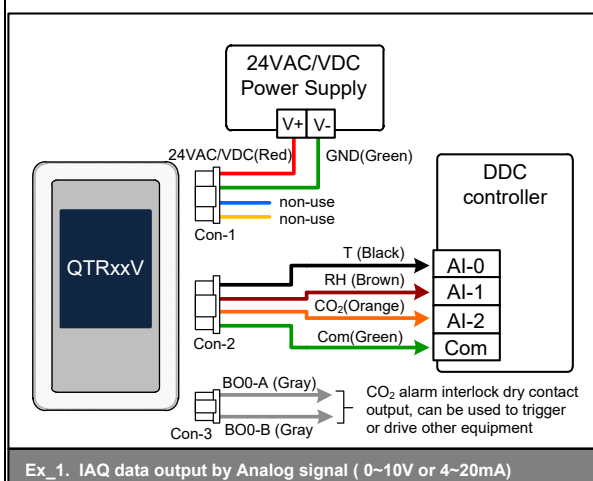 24VAC/VDC
Power Supply
V+ V-
24VAC/VDC(Red)
GND(Green)
non-use
non-use
Con-1
QTRxxV
DDC
controller
T (Black)
AI-0
RH (Brown)
AI-1
CO₂(Orange)
AI-2
Com(Green)
Com
Con-2
BO0-A (Gray)
BO0-B (Gray
Con-3
CO₂ alarm interlock dry contact
output, can be used to trigger
or drive other equipment
Ex_1. IAQ data output by Analog signal ( 0~10V or 4~20mA)